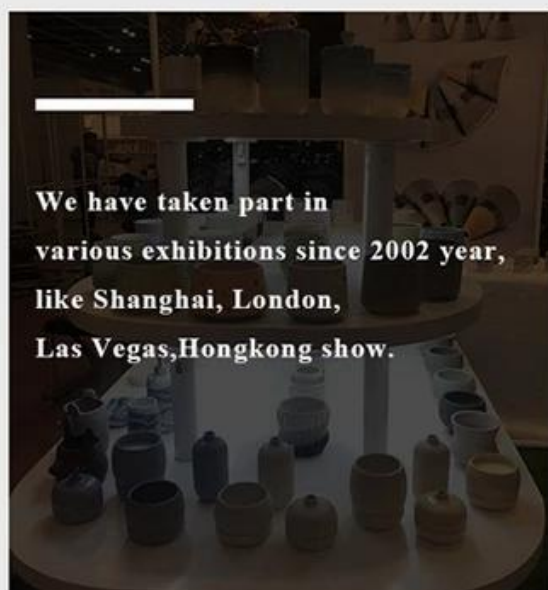 We have taken part in
various exhibitions since 2002 year,
like Shanghai, London,
Las Vegas,Hongkong show.